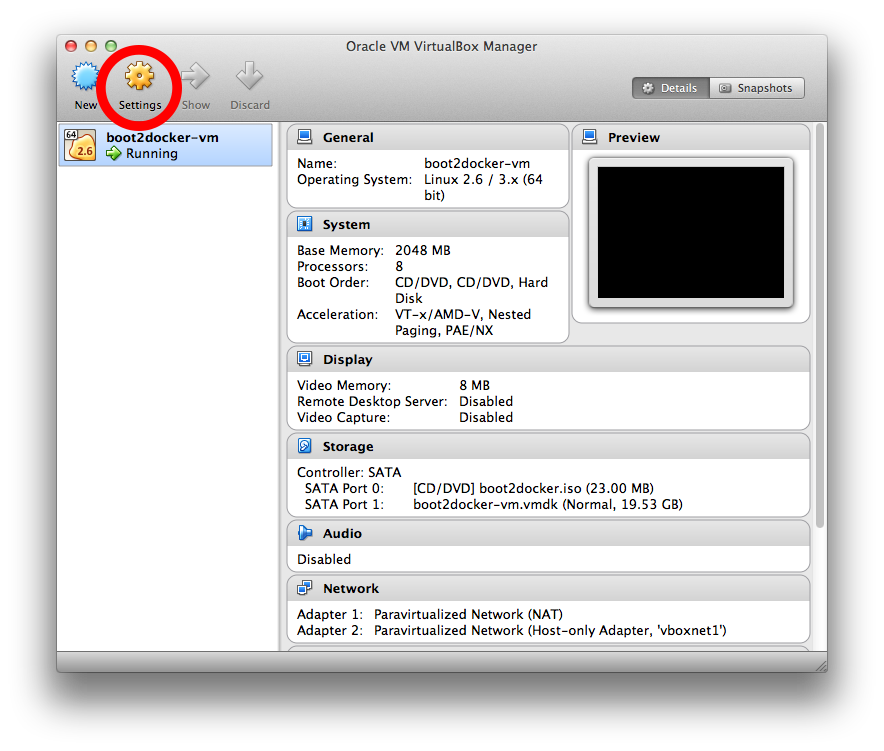 Oracle VM VirtualBox Manager
New Settings Show Discard
Details Snapshots
64
2.6
boot2docker-vm
Running
General
Name: boot2docker-vm
Operating System: Linux 2.6 / 3.x (64
bit)
Preview
System
Base Memory: 2048 MB
Processors: 8
Boot Order: CD/DVD, CD/DVD, Hard
Disk
Acceleration: VT-x/AMD-V, Nested
Paging, PAE/NX
Display
Video Memory: 8 MB
Remote Desktop Server: Disabled
Video Capture: Disabled
Storage
Controller: SATA
SATA Port 0: [CD/DVD] boot2docker.iso (23.00 MB)
SATA Port 1: boot2docker-vm.vmdk (Normal, 19.53 GB)
Audio
Disabled
Network
Adapter 1: Paravirtualized Network (NAT)
Adapter 2: Paravirtualized Network (Host-only Adapter, 'vboxnet1')